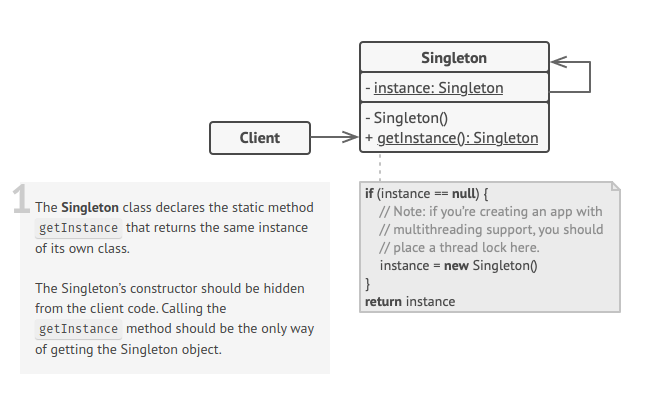 Singleton
- instance: Singleton
- Singleton()
+ getInstance(): Singleton
Client
1
The Singleton class declares the static method
getInstance that returns the same instance
of its own class.
The Singleton’s constructor should be hidden
from the client code. Calling the
getInstance method should be the only way
of getting the Singleton object.
if (instance == null) {
// Note: if you’re creating an app with
// multithreading support, you should
// place a thread lock here.
instance = new Singleton()
}
return instance